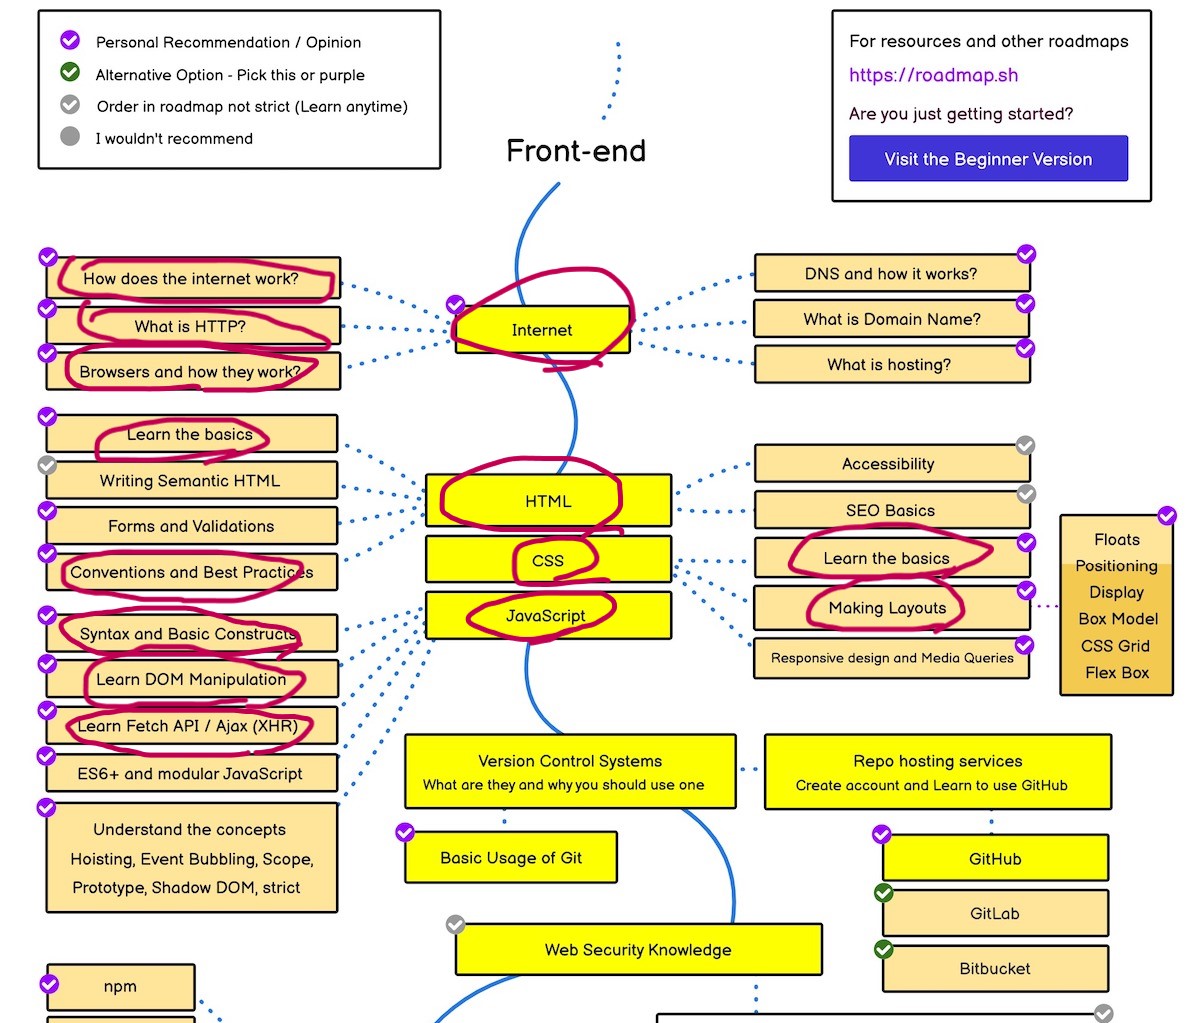 Personal Recommendation / Opinion
Alternative Option - Pick this or purple
Order in roadmap not strict (Learn anytime)
I wouldn't recommend
For resources and other roadmaps
https://roadmap.sh
Are you just getting started?
Visit the Beginner Version
Front-end
How does the internet work?
What is HTTP?
Browsers and how they work?
Internet
DNS and how it works?
What is Domain Name?
What is hosting?
Learn the basics
Writing Semantic HTML
Forms and Validations
Conventions and Best Practices
HTML
CSS
JavaScript
Accessibility
SEO Basics
Learn the basics
Making Layouts
Responsive design and Media Queries
Floats
Positioning
Display
Box Model
CSS Grid
Flex Box
Syntax and Basic Constructs
Learn DOM Manipulation
Learn Fetch API / Ajax (XHR)
ES6+ and modular JavaScript
Understand the concepts
Hoisting, Event Bubbling, Scope,
Prototype, Shadow DOM, strict
Version Control Systems
What are they and why you should use one
Repo hosting services
Create account and Learn to use GitHub
Basic Usage of Git
GitHub
GitLab
Bitbucket
Web Security Knowledge
npm